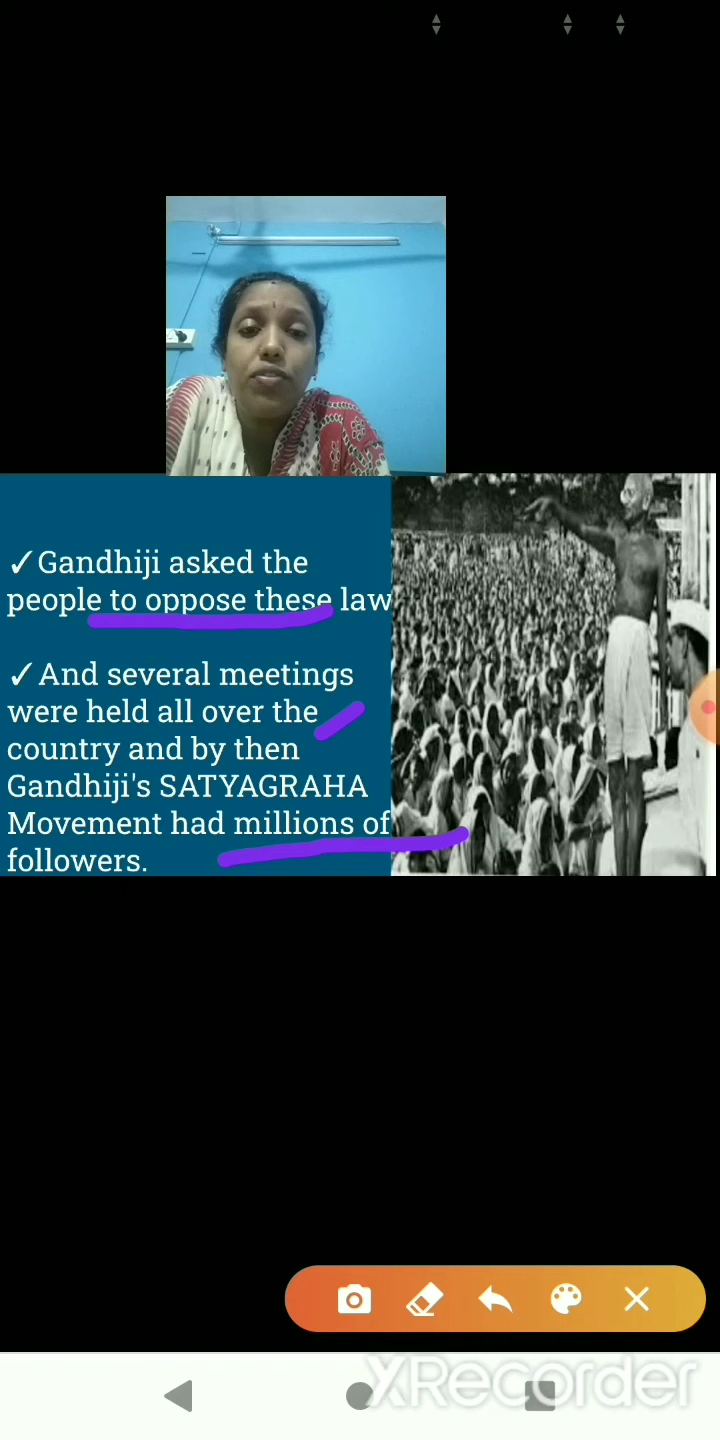 ✓Gandhiji asked the
people to oppose these law
✓And several meetings
were held all over the
country and by then
Gandhiji's SATYAGRAHA
Movement had millions of
followers.
XRecorder